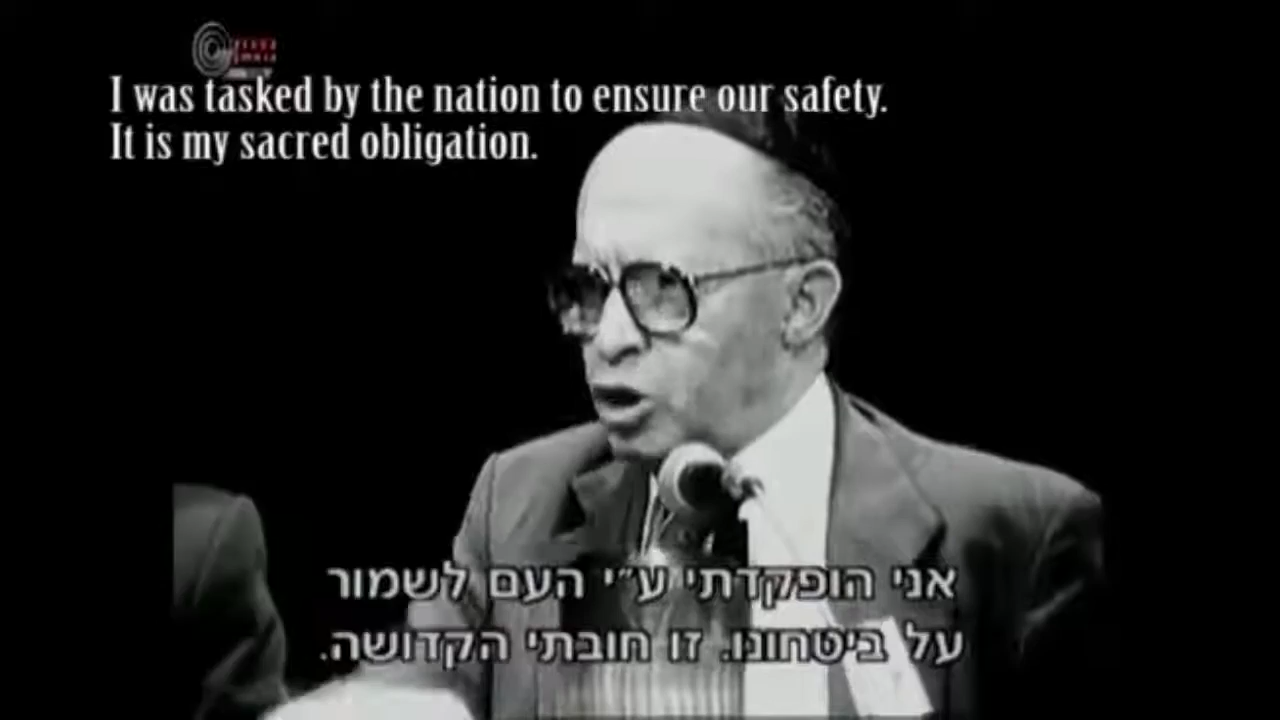 I was tasked by the nation to ensure our safety.
It is my sacred obligation.
אני הופקדתי ע״י העם לשמור
על ביטחוננו. זו חובתי הקדושה.